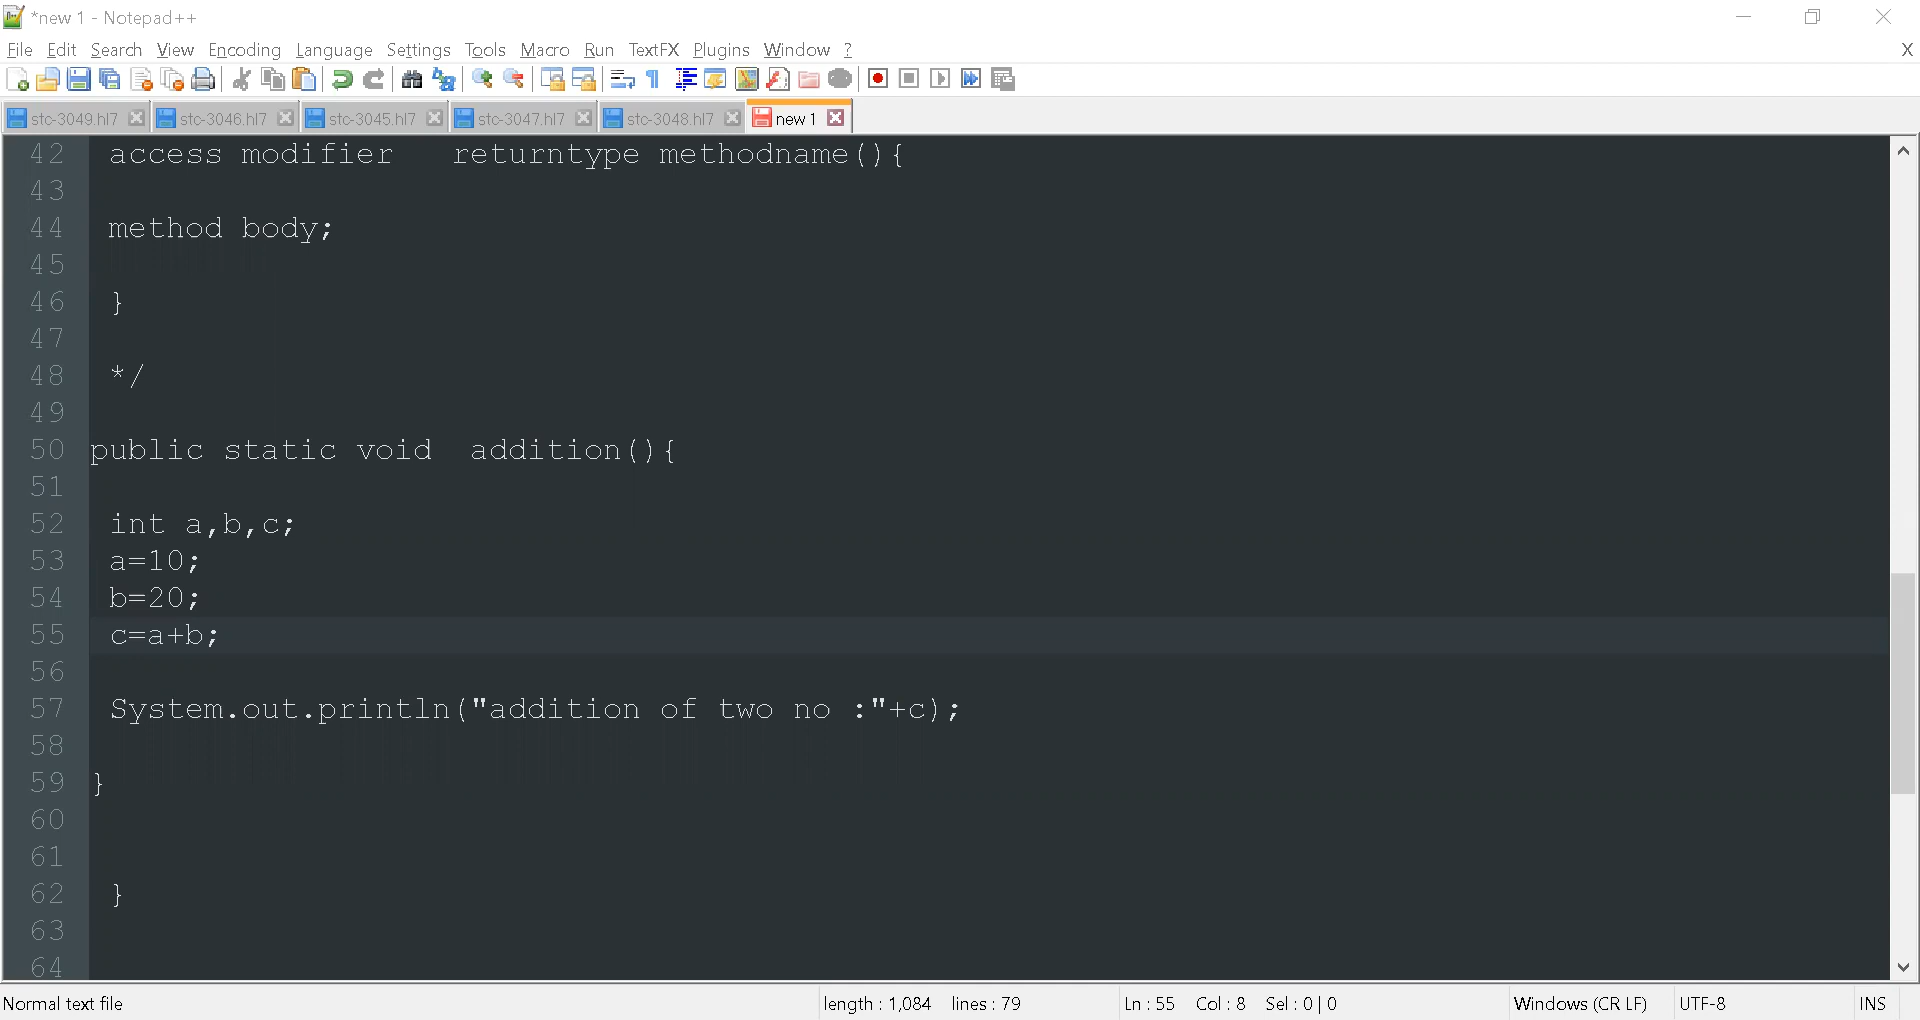 *new 1 - Notepad++
File Edit Search View Encoding Language Settings Tools Macro Run TextFX Plugins Window ? X
stc-3049.hl7 stc-3046.hl7 stc-3045.hl7 stc-3047.hl7 stc-3048.hl7 new 1
42 access modifier   returntype methodname(){
43
44 method body;
45
46 }
47
48 */
49
50 public static void  addition(){
51
52 int a,b,c;
53 a=10;
54 b=20;
55 c=a+b;
56
57 System.out.println("addition of two no :"+c);
58
59 }
60
61
62 }
63
64
Normal text file length : 1,084 lines : 79 Ln : 55 Col : 8 Sel : 0 | 0 Windows (CR LF) UTF-8 INS